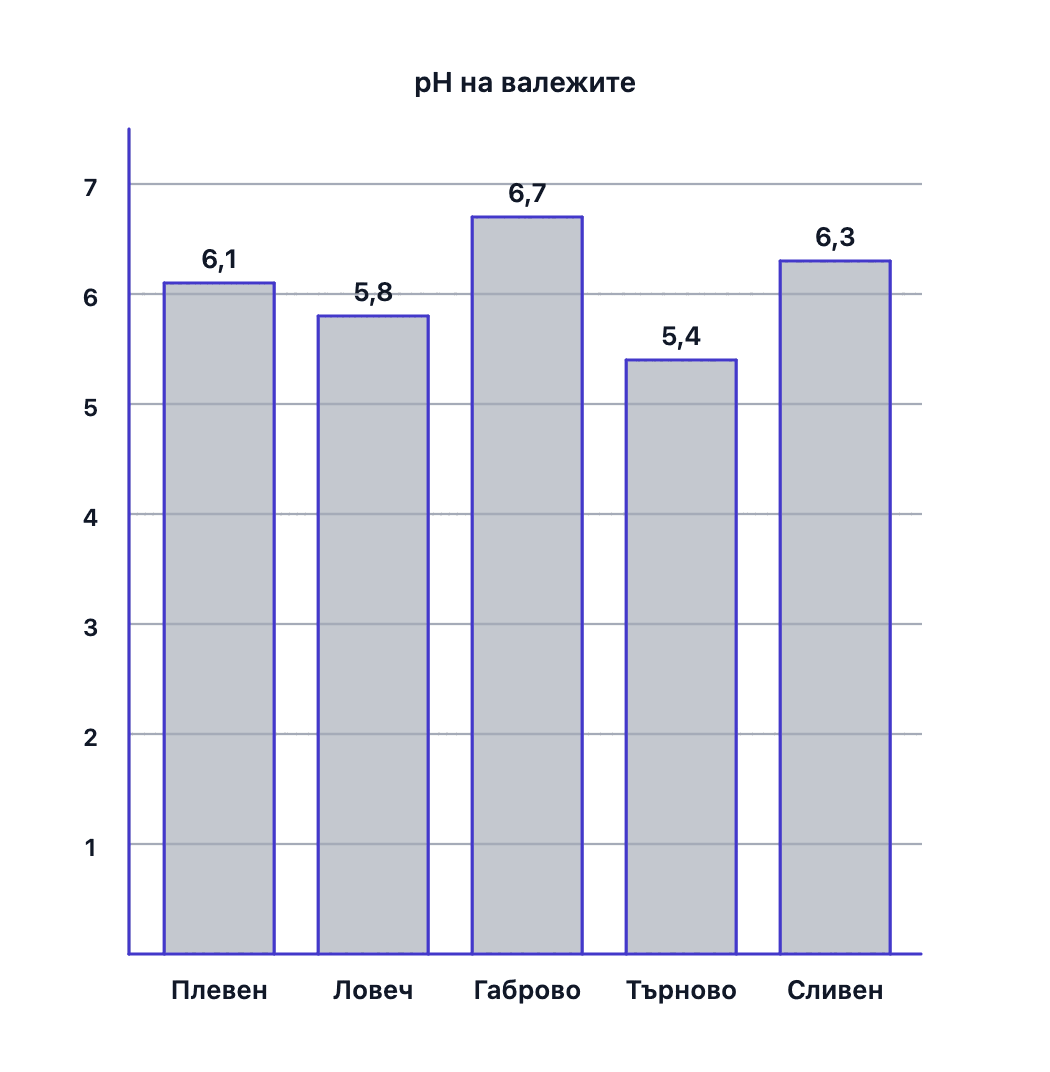 pH на валежите
7
6
5
4
3
2
1
6,1
5,8
6,7
5,4
6,3
Плевен
Ловеч
Габрово
Търново
Сливен